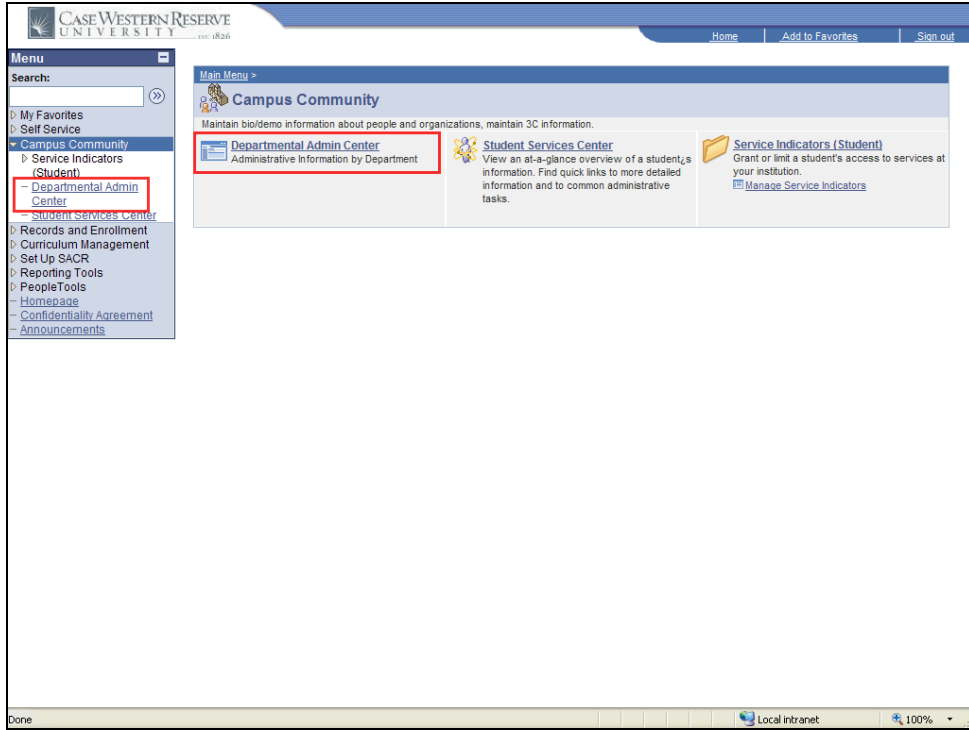 CASE WESTERN RESERVE
UNIVERSITY EST 1826
Home Add to Favorites Sign out
Menu
Search:
My Favorites
Self Service
Campus Community
Service Indicators
(Student)
Departmental Admin
Center
Student Services Center
Records and Enrollment
Curriculum Management
Set Up SACR
Reporting Tools
PeopleTools
Homepage
Confidentiality Agreement
Announcements
Main Menu >
Campus Community
Maintain bio/demo information about people and organizations, maintain 3C information.
Departmental Admin Center
Administrative Information by Department
Student Services Center
View an at-a-glance overview of a student¿s
information. Find quick links to more detailed
information and to common administrative
tasks.
Service Indicators (Student)
Grant or limit a student's access to services at
your institution.
Manage Service Indicators
Done Local intranet 100%